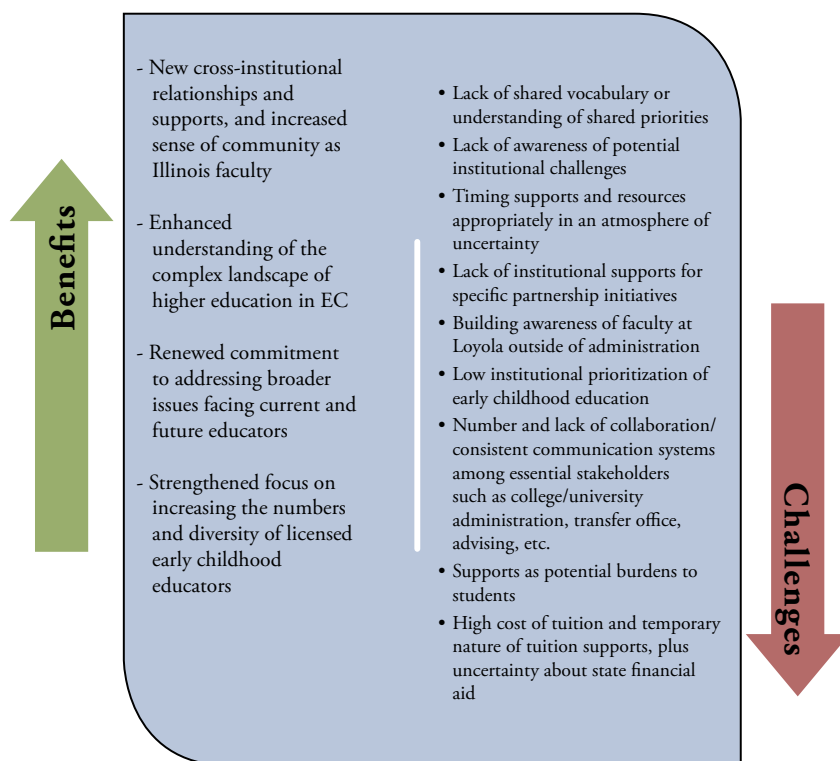 Benefits
- New cross-institutional
relationships and
supports, and increased
sense of community as
Illinois faculty
- Enhanced
understanding of the
complex landscape of
higher education in EC
- Renewed commitment
to addressing broader
issues facing current and
future educators
- Strengthened focus on
increasing the numbers
and diversity of licensed
early childhood
educators
• Lack of shared vocabulary or
understanding of shared priorities
• Lack of awareness of potential
institutional challenges
• Timing supports and resources
appropriately in an atmosphere of
uncertainty
• Lack of institutional supports for
specific partnership initiatives
• Building awareness of faculty at
Loyola outside of administration
• Low institutional prioritization of
early childhood education
• Number and lack of collaboration/
consistent communication systems
among essential stakeholders
such as college/university
administration, transfer office,
advising, etc.
• Supports as potential burdens to
students
• High cost of tuition and temporary
nature of tuition supports, plus
uncertainty about state financial
aid
Challenges